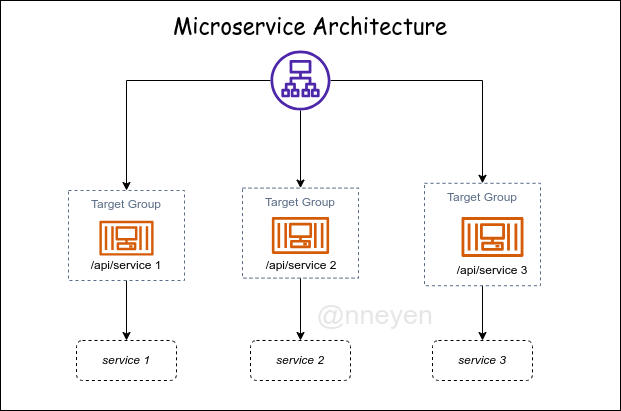 Microservice Architecture
Target Group
/api/service 1
Target Group
/api/service 2
Target Group
/api/service 3
@nneyen
service 1
service 2
service 3